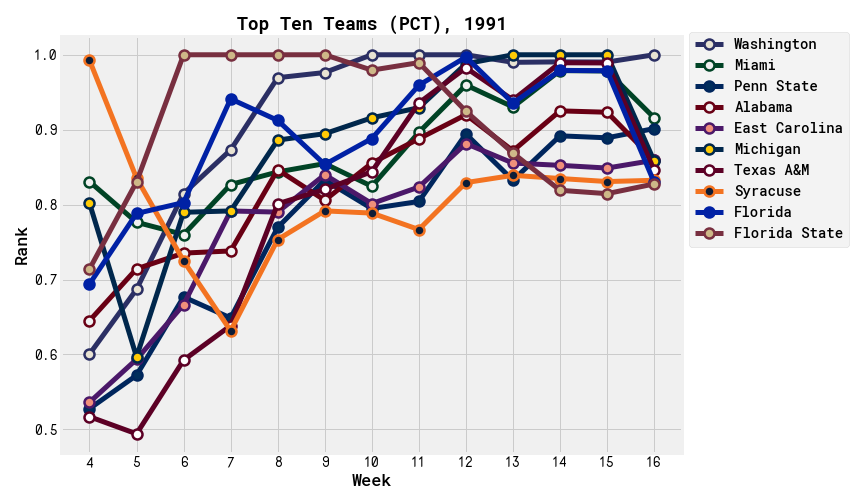 Top Ten Teams (PCT), 1991
Washington
Miami
Penn State
Alabama
East Carolina
Michigan
Texas A&M
Syracuse
Florida
Florida State
1.0
0.9
0.8
0.7
0.6
0.5
Rank
4 5 6 7 8 9 10 11 12 13 14 15 16
Week